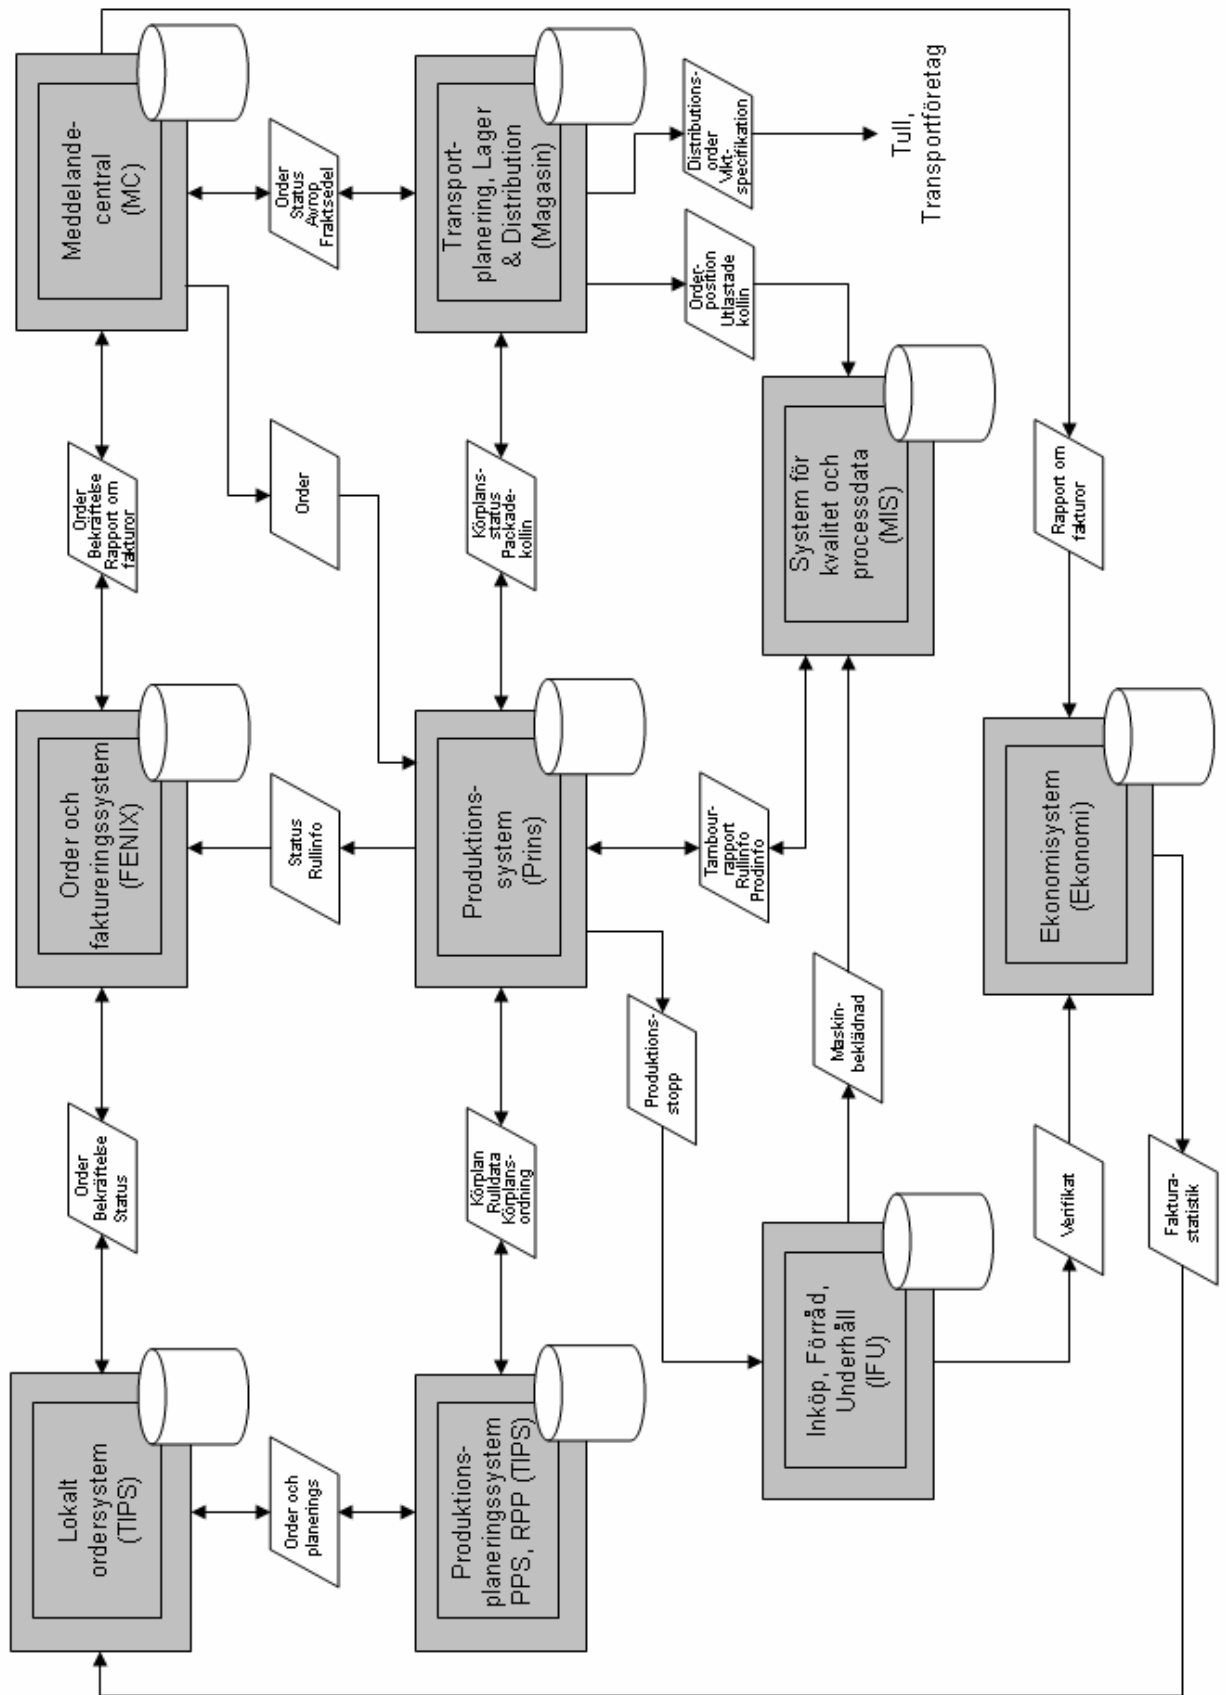 Lokalt
ordersystem
(TIPS)
Order
Bekräftelse
Status
Order och
faktureringssystem
(FENIX)
Order
Bekräftelse
Rapport om
fakturor
Meddelande-
central
(MC)
Order och
planerings
Status
Rullinfo
Order
Order
Status
Avrop
Fraktsedel
Produktions-
planeringssystem
PPS, RPP (TIPS)
Körplan
Rulldata
Körplans-
ordning
Produktions-
system
(Prins)
Körplans-
status
Packade-
kollin
Transport-
planering, Lager
& Distribution
(Magasin)
Produktions-
stopp
Tambour-
rapport
Rullinfo
Prodinfo
Order-
position
Utlastade
kollin
Distributions-
order
Vikt-
specifikation
Inköp, Förråd,
Underhåll
(IFU)
Maskin-
beklädnad
System för
kvalitet och
processdata
(MIS)
Tull,
Transportföretag
Verifikat
Ekonomisystem
(Ekonomi)
Rapport om
fakturor
Faktura-
statistik